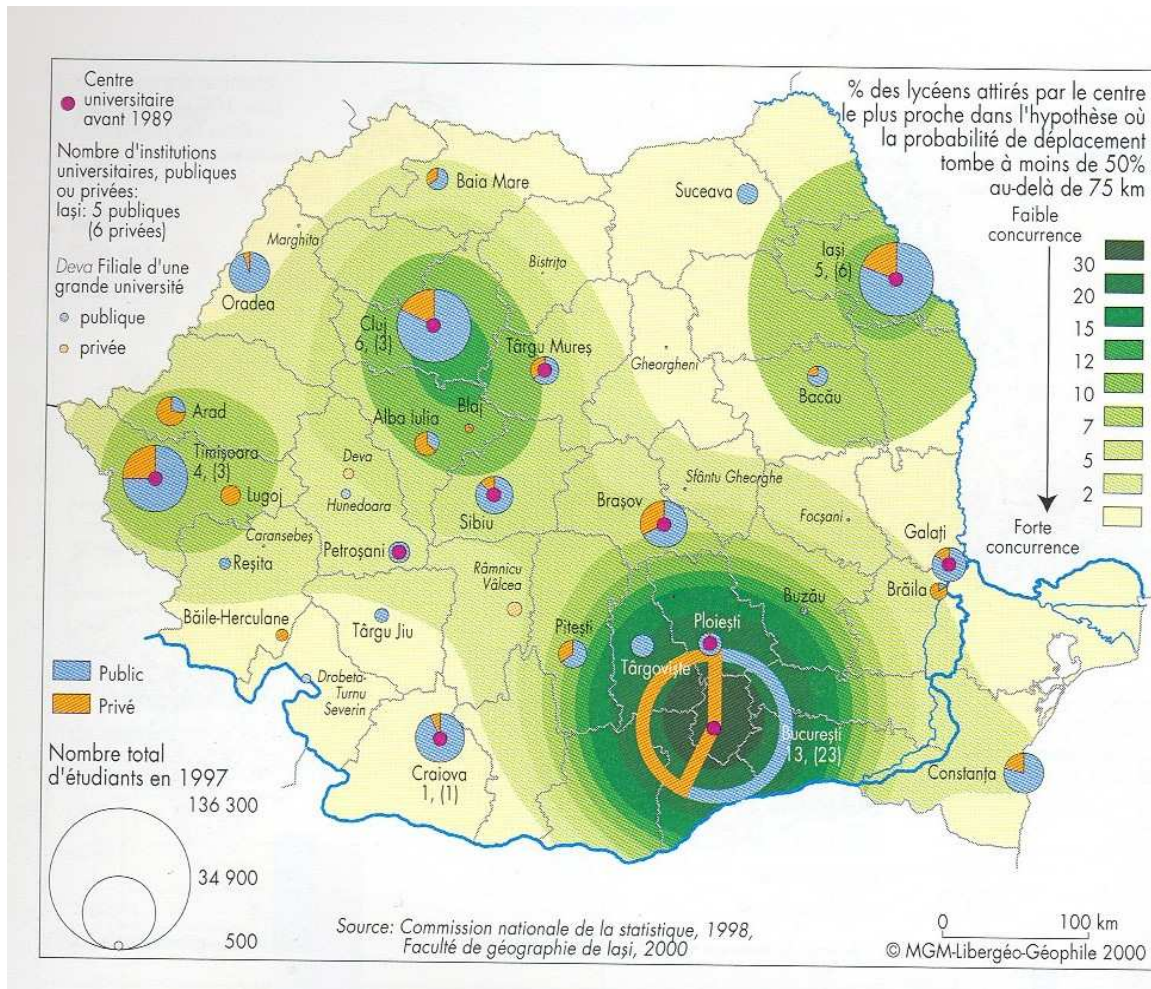 Centre
universitaire
avant 1989
Nombre d'institutions
universitaires, publiques
ou privées:
Iași: 5 publiques
(6 privées)
Deva Filiale d'une
grande université
publique
privée
% des lycéens attirés par le centre
le plus proche dans l'hypothèse où
la probabilité de déplacement
tombe à moins de 50%
au-delà de 75 km
Faible
concurrence
30
20
15
12
10
7
5
2
Forte
concurrence
Baia Mare
Suceava
Marghita
Iași
5, (6)
Bistrița
Oradea
Cluj
6, (3)
Târgu Mureș
Gheorgheni
Bacău
Arad
Blaj
Alba Iulia
Timișoara
4, (3)
Deva
Lugoj
Hunedoara
Sibiu
Brașov
Sfântu Gheorghe
Focșani
Caransebeș
Petroșani
Galați
Reșița
Râmnicu
Vâlcea
Brăila
Buzău
Băile-Herculane
Târgu Jiu
Pitești
Ploiești
Târgoviște
Drobeta-
Turnu
Severin
București
13, (23)
Craiova
1, (1)
Constanța
Public
Privé
Nombre total
d'étudiants en 1997
136 300
34 900
500
Source: Commission nationale de la statistique, 1998,
Faculté de géographie de Iași, 2000
0 100 km
© MGM-Libergéo-Géophile 2000